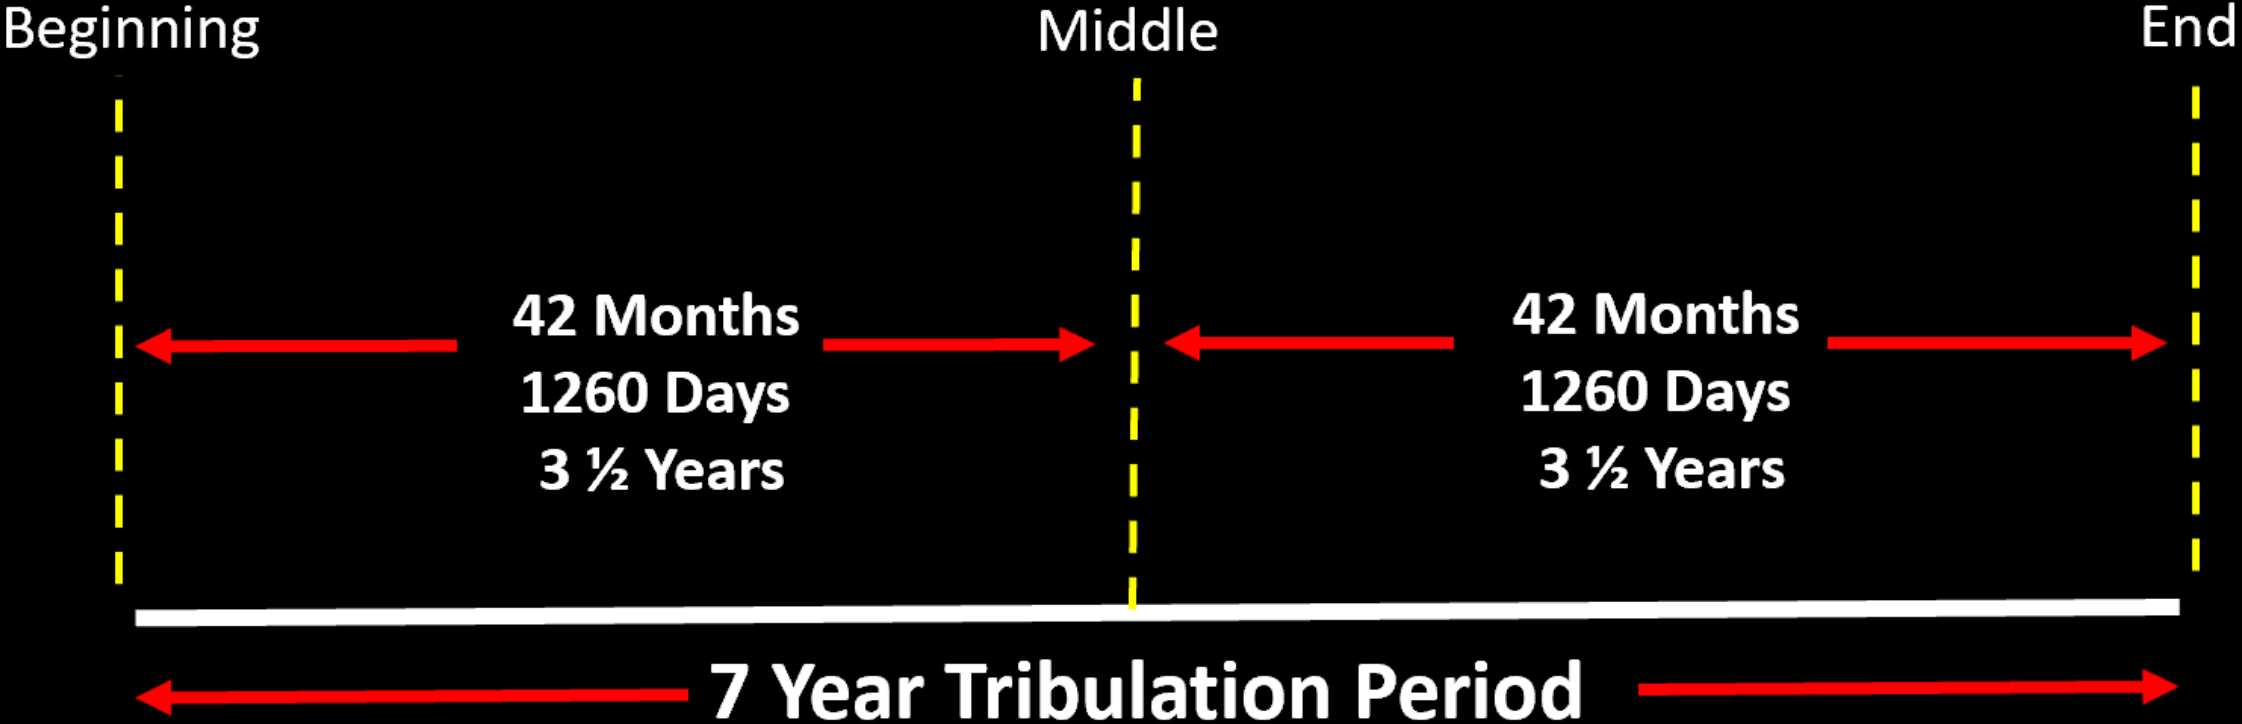 Beginning
Middle
End
42 Months
1260 Days
3 ½ Years
42 Months
1260 Days
3 ½ Years
7 Year Tribulation Period